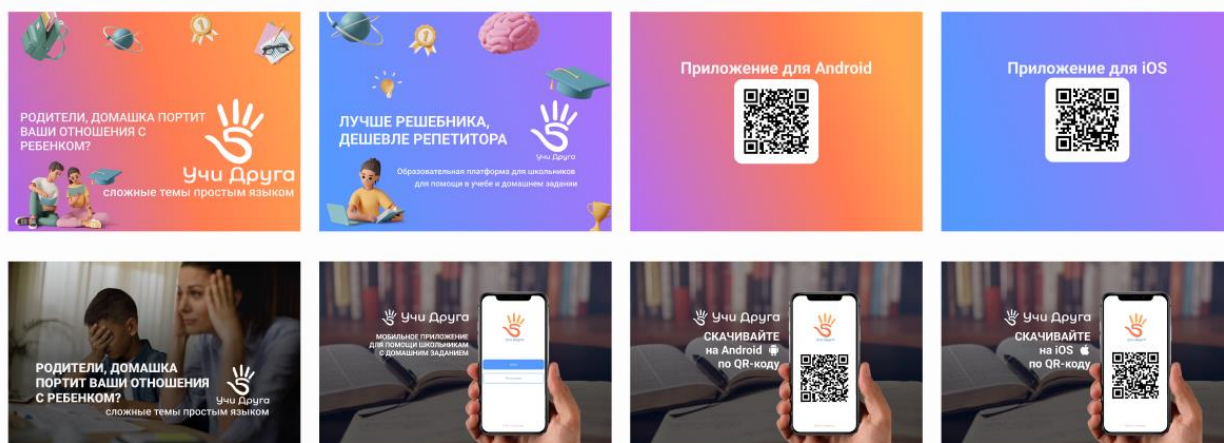 РОДИТЕЛИ, ДОМАШКА ПОРТИТ
ВАШИ ОТНОШЕНИЯ С
РЕБЕНКОМ?
Учи Друга
сложные темы простым языком
ЛУЧШЕ РЕШЕБНИКА,
ДЕШЕВЛЕ РЕПЕТИТОРА
Учи Друга
Образовательная платформа для школьников
для помощи в учебе и домашнем задании
Приложение для Android
Приложение для iOS
РОДИТЕЛИ, ДОМАШКА
ПОРТИТ ВАШИ ОТНОШЕНИЯ
С РЕБЕНКОМ?
Учи Друга
сложные темы простым языком
Учи Друга
МОБИЛЬНОЕ ПРИЛОЖЕНИЕ
ДЛЯ ПОМОЩИ ШКОЛЬНИКАМ
С ДОМАШНИМ ЗАДАНИЕМ
Учи Друга
СКАЧИВАЙТЕ
на Android
по QR-коду
Учи Друга
СКАЧИВАЙТЕ
на iOS
по QR-коду